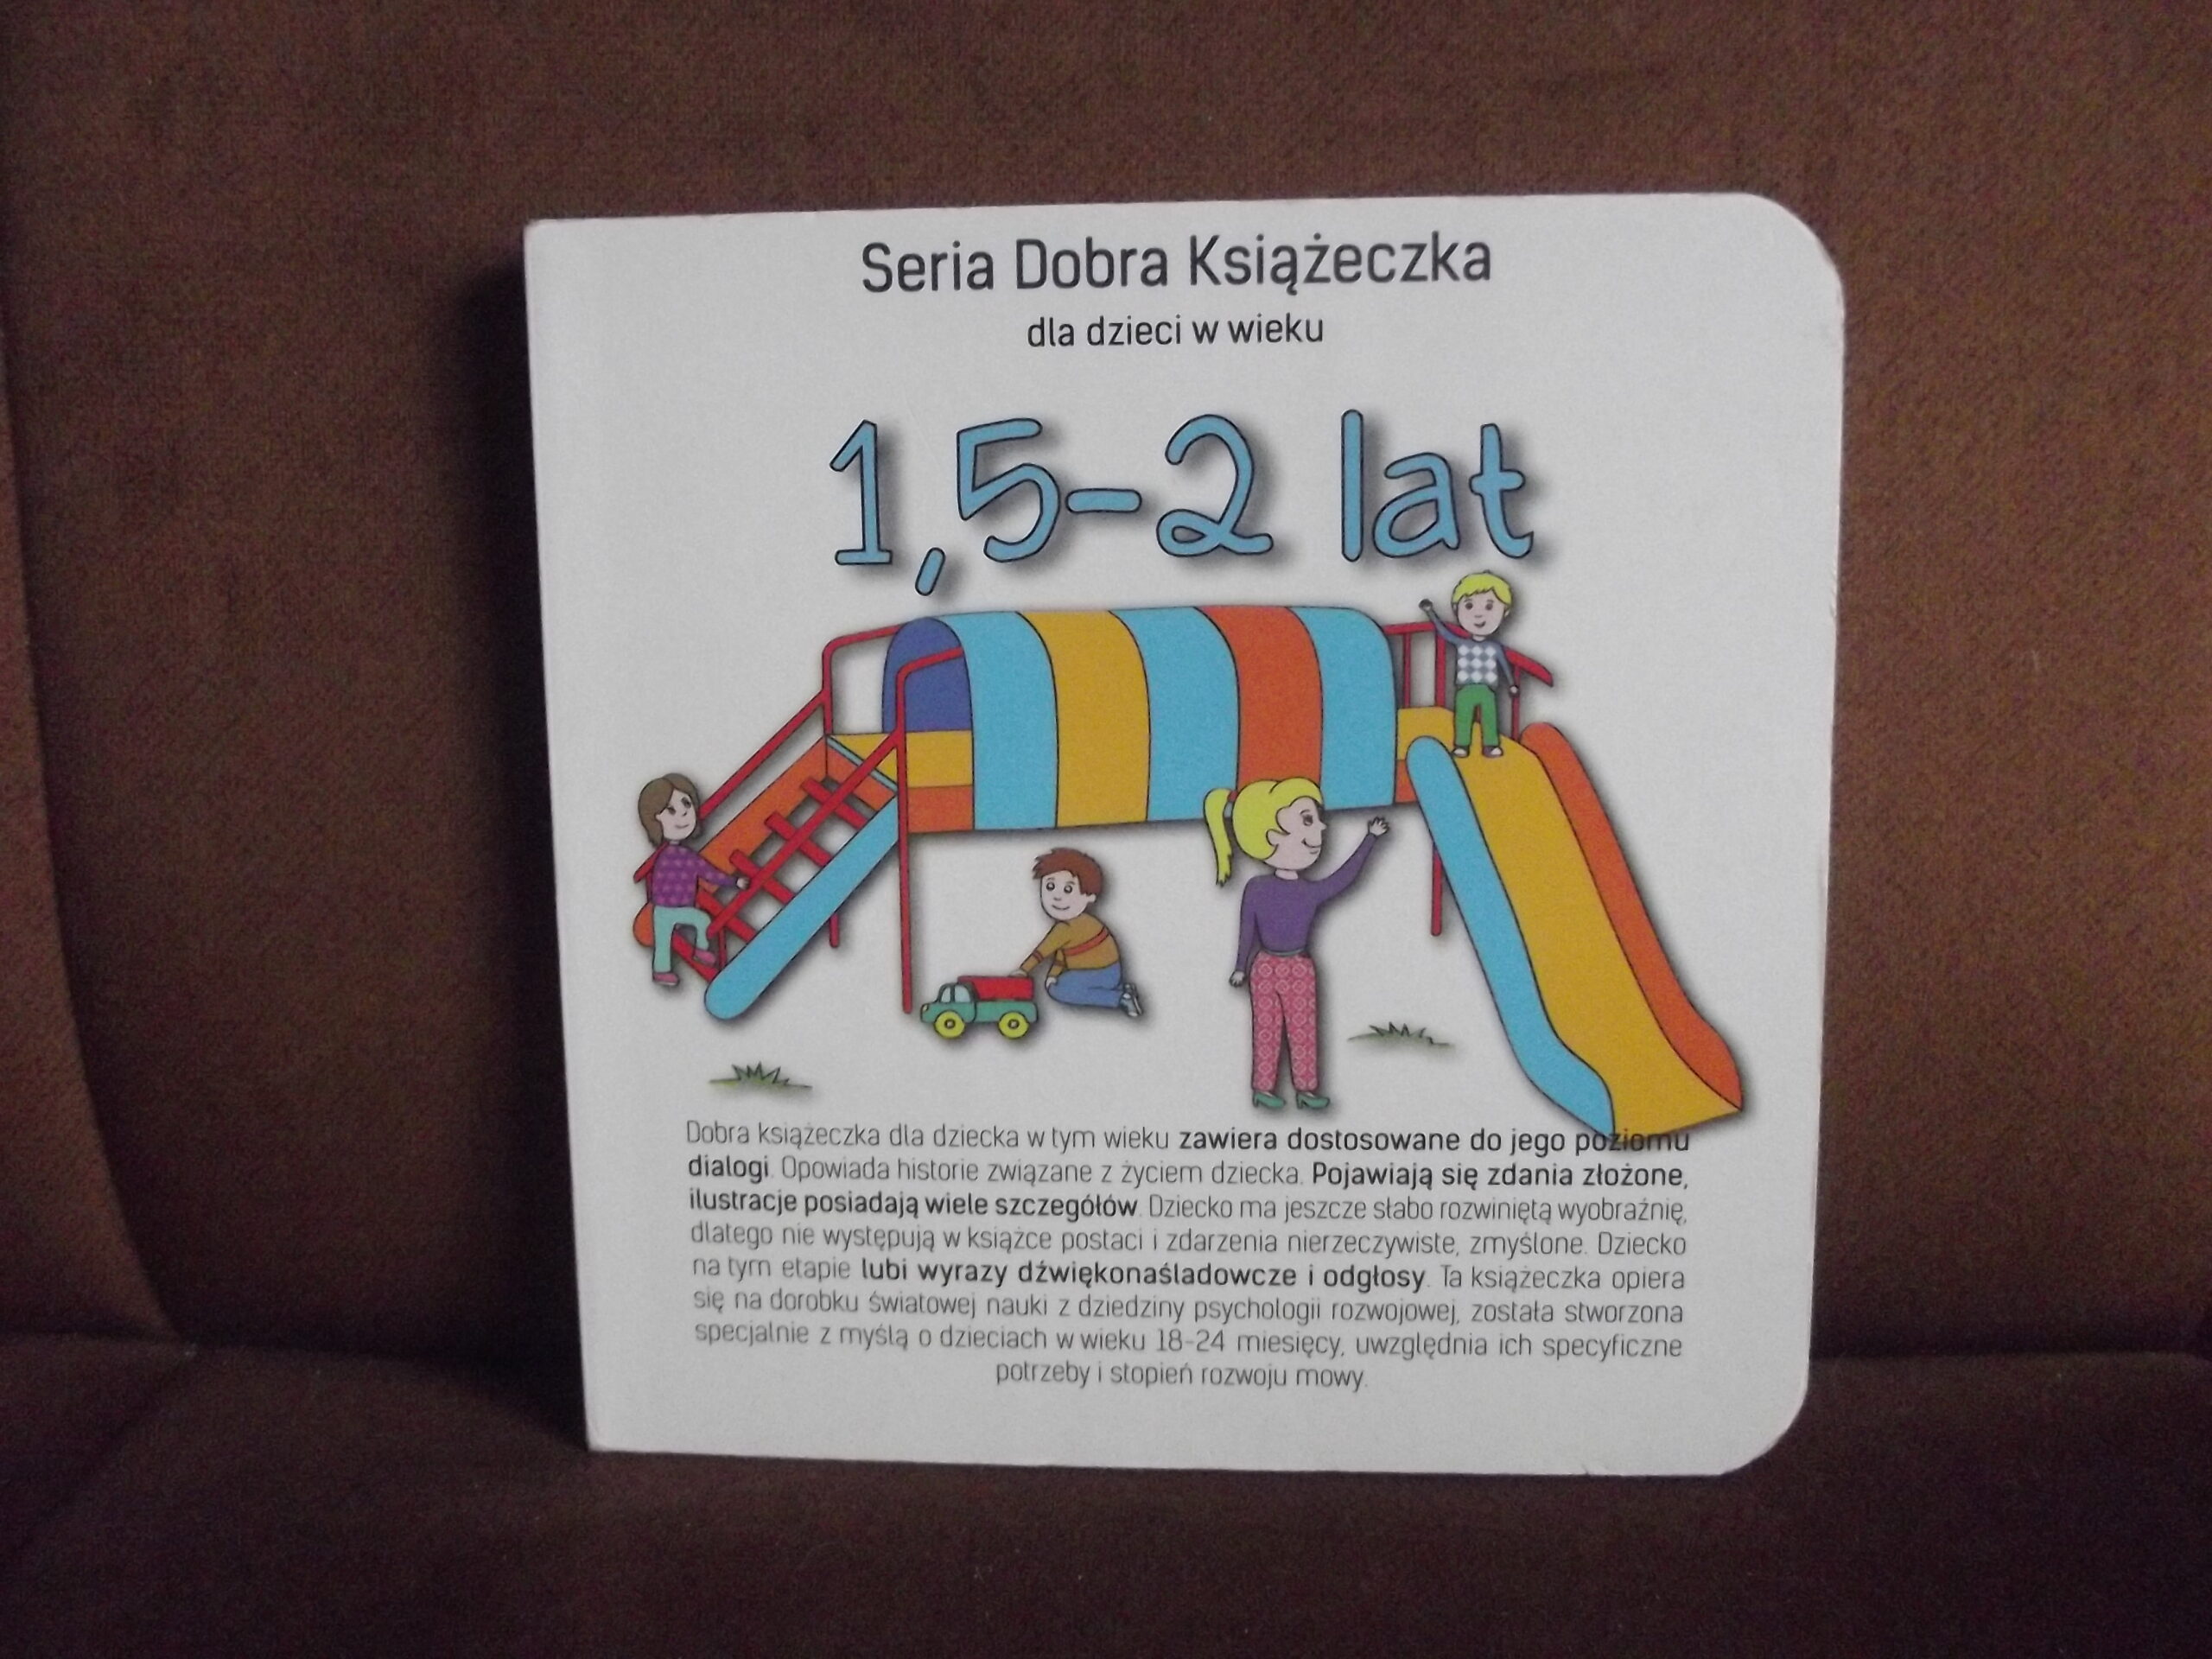 Seria Dobra Książeczka
dla dzieci w wieku
1,5-2 lat
Dobra książeczka dla dziecka w tym wieku zawiera dostosowane do jego poziomu
dialogi. Opowiada historie związane z życiem dziecka. Pojawiają się zdania złożone,
ilustracje posiadają wiele szczegółów. Dziecko ma jeszcze słabo rozwiniętą wyobraźnię,
dlatego nie występują w książce postaci i zdarzenia nierzeczywiste, zmyślone. Dziecko
na tym etapie lubi wyrazy dźwiękonaśladowcze i odgłosy. Ta książeczka opiera
się na dorobku światowej nauki z dziedziny psychologii rozwojowej, została stworzona
specjalnie z myślą o dzieciach w wieku 18-24 miesięcy, uwzględnia ich specyficzne
potrzeby i stopień rozwoju mowy.